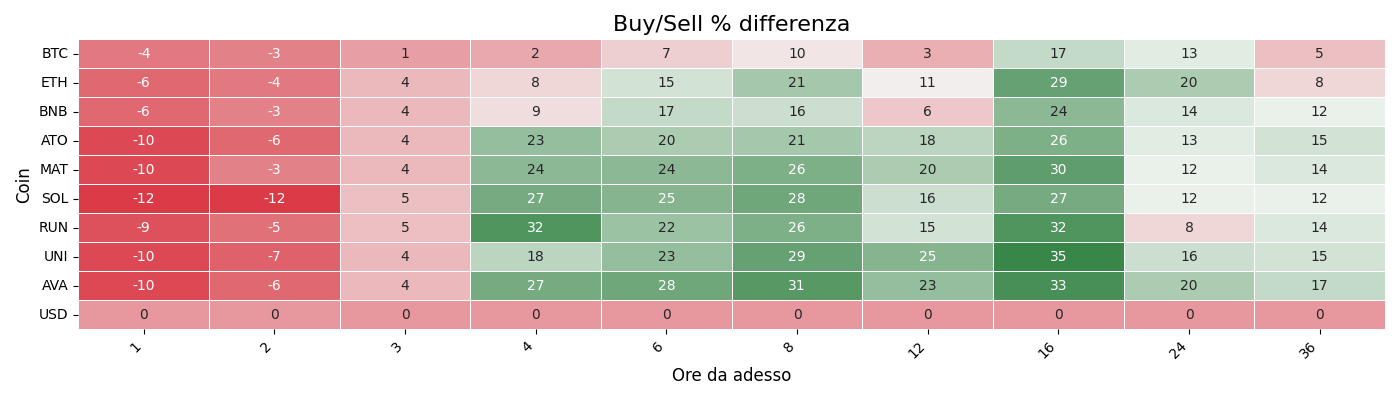 Buy/Sell % differenza
Coin
BTC -4 -3 1 2 7 10 3 17 13 5
ETH -6 -4 4 8 15 21 11 29 20 8
BNB -6 -3 4 9 17 16 6 24 14 12
ATO -10 -6 4 23 20 21 18 26 13 15
MAT -10 -3 4 24 24 26 20 30 12 14
SOL -12 -12 5 27 25 28 16 27 12 12
RUN -9 -5 5 32 22 26 15 32 8 14
UNI -10 -7 4 18 23 29 25 35 16 15
AVA -10 -6 4 27 28 31 23 33 20 17
USD 0 0 0 0 0 0 0 0 0 0
1 2 3 4 6 8 12 16 24 36
Ore da adesso